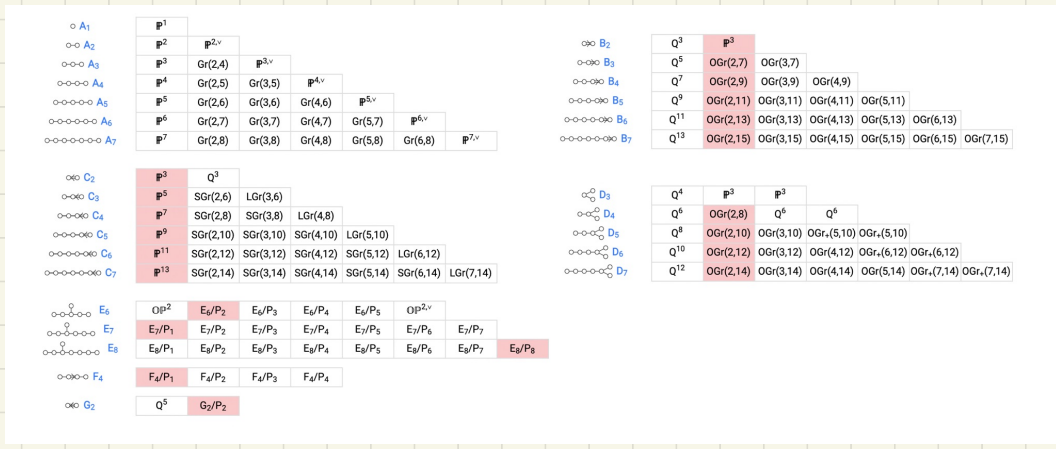 A₁ ℙ¹
A₂ ℙ² ℙ²,ᵛ
A₃ ℙ³ Gr(2,4) ℙ³,ᵛ
A₄ ℙ⁴ Gr(2,5) Gr(3,5) ℙ⁴,ᵛ
A₅ ℙ⁵ Gr(2,6) Gr(3,6) Gr(4,6) ℙ⁵,ᵛ
A₆ ℙ⁶ Gr(2,7) Gr(3,7) Gr(4,7) Gr(5,7) ℙ⁶,ᵛ
A₇ ℙ⁷ Gr(2,8) Gr(3,8) Gr(4,8) Gr(5,8) Gr(6,8) ℙ⁷,ᵛ
B₂ Q³ ℙ³
B₃ Q⁵ OGr(2,7) OGr(3,7)
B₄ Q⁷ OGr(2,9) OGr(3,9) OGr(4,9)
B₅ Q⁹ OGr(2,11) OGr(3,11) OGr(4,11) OGr(5,11)
B₆ Q¹¹ OGr(2,13) OGr(3,13) OGr(4,13) OGr(5,13) OGr(6,13)
B₇ Q¹³ OGr(2,15) OGr(3,15) OGr(4,15) OGr(5,15) OGr(6,15) OGr(7,15)
C₂ ℙ³ Q³
C₃ ℙ⁵ SGr(2,6) LGr(3,6)
C₄ ℙ⁷ SGr(2,8) SGr(3,8) LGr(4,8)
C₅ ℙ⁹ SGr(2,10) SGr(3,10) SGr(4,10) LGr(5,10)
C₆ ℙ¹¹ SGr(2,12) SGr(3,12) SGr(4,12) SGr(5,12) LGr(6,12)
C₇ ℙ¹³ SGr(2,14) SGr(3,14) SGr(4,14) SGr(5,14) SGr(6,14) LGr(7,14)
D₃ Q⁴ ℙ³ ℙ³
D₄ Q⁶ OGr(2,8) Q⁶ Q⁶
D₅ Q⁸ OGr(2,10) OGr(3,10) OGr₊(5,10) OGr₊(5,10)
D₆ Q¹⁰ OGr(2,12) OGr(3,12) OGr(4,12) OGr₊(6,12) OGr₊(6,12)
D₇ Q¹² OGr(2,14) OGr(3,14) OGr(4,14) OGr(5,14) OGr₊(7,14) OGr₊(7,14)
E₆ 𝕆ℙ² E₆/P₂ E₆/P₃ E₆/P₄ E₆/P₅ 𝕆ℙ²,ᵛ
E₇ E₇/P₁ E₇/P₂ E₇/P₃ E₇/P₄ E₇/P₅ E₇/P₆ E₇/P₇
E₈ E₈/P₁ E₈/P₂ E₈/P₃ E₈/P₄ E₈/P₅ E₈/P₆ E₈/P₇ E₈/P₈
F₄ F₄/P₁ F₄/P₂ F₄/P₃ F₄/P₄
G₂ Q⁵ G₂/P₂